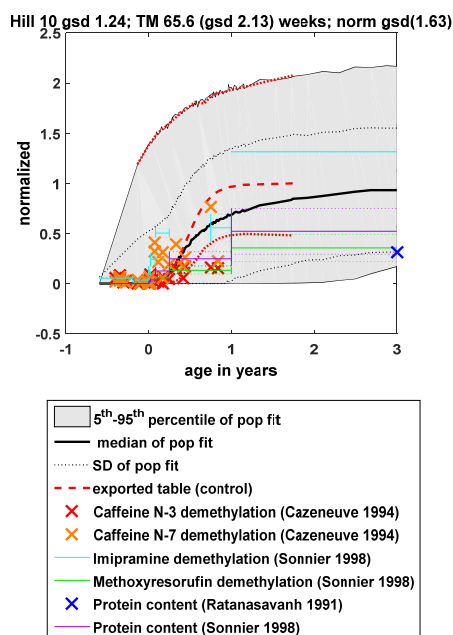 Hill 10 gsd 1.24; TM 65.6 (gsd 2.13) weeks; norm gsd(1.63)
2.5
2
1.5
1
0.5
0
-0.5
normalized
-1 0 1 2 3
age in years
5th-95th percentile of pop fit
median of pop fit
SD of pop fit
exported table (control)
Caffeine N-3 demethylation (Cazeneuve 1994)
Caffeine N-7 demethylation (Cazeneuve 1994)
Imipramine demethylation (Sonnier 1998)
Methoxyresorufin demethylation (Sonnier 1998)
Protein content (Ratanasavanh 1991)
Protein content (Sonnier 1998)